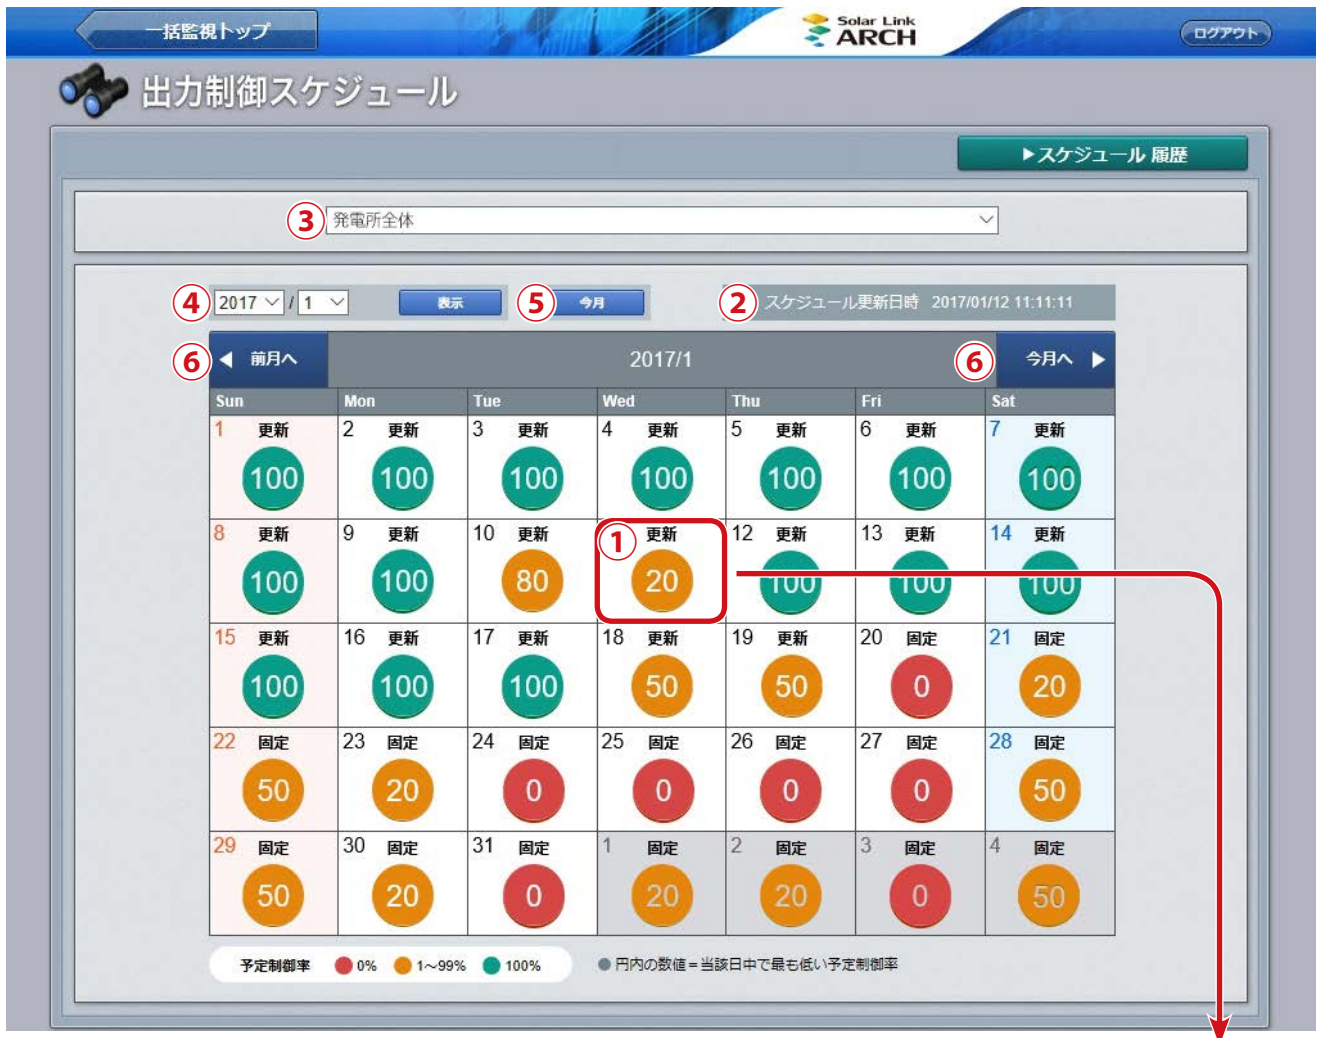 一括監視トップ
Solar Link
ARCH
ログアウト
出力制御スケジュール
▶スケジュール 履歴
③ 発電所全体
④ 2017 / 1 表示 ⑤ 今月 ② スケジュール更新日時 2017/01/12 11:11:11
⑥ ◀ 前月へ 2017/1 ⑥ 今月へ ▶
Sun Mon Tue Wed Thu Fri Sat
1 更新 2 更新 3 更新 4 更新 5 更新 6 更新 7 更新
100 100 100 100 100 100 100
8 更新 9 更新 10 更新 ① 更新 12 更新 13 更新 14 更新
100 100 80 20 100 100 100
15 更新 16 更新 17 更新 18 更新 19 更新 20 固定 21 固定
100 100 100 50 50 0 20
22 固定 23 固定 24 固定 25 固定 26 固定 27 固定 28 固定
50 20 0 0 0 0 50
29 固定 30 固定 31 固定 1 固定 2 固定 3 固定 4 固定
50 20 0 20 20 0 50
予定制御率 0% 1～99% 100% 円内の数値=当該日中で最も低い予定制御率